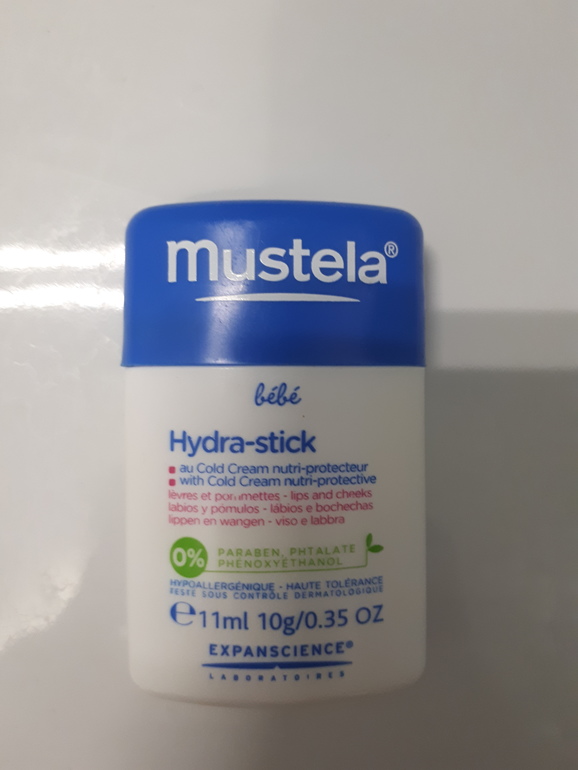 mustela®
bébé
Hydra-stick
au Cold Cream nutri-protecteur
with Cold Cream nutri-protective
lèvres et pommettes - lips and cheeks
labios y pómulos - lábios e bochechas
lippen en wangen - viso e labbra
0% PARABEN, PHTALATE
PHÉNOXYÉTHANOL
HYPOALLERGÉNIQUE - HAUTE TOLÉRANCE
TESTÉ SOUS CONTRÔLE DERMATOLOGIQUE
℮11ml 10g/0.35 OZ
EXPANSCIENCE®
LABORATOIRES